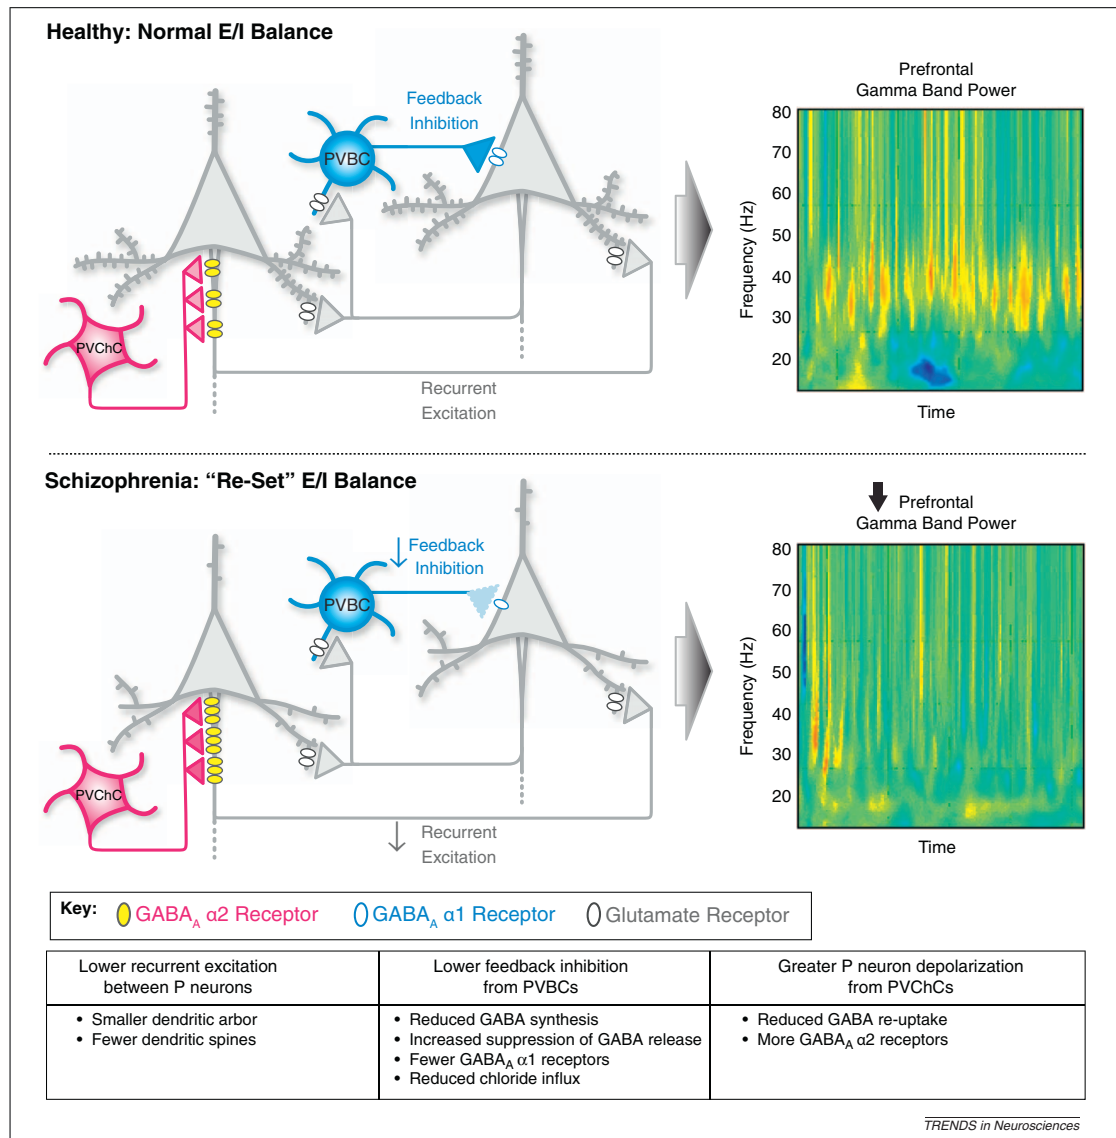 Healthy: Normal E/I Balance
Prefrontal
Gamma Band Power
Feedback
Inhibition
PVBC
PVChC
Recurrent
Excitation
Frequency (Hz)
80
70
60
50
40
30
20
Time
Schizophrenia: “Re-Set” E/I Balance
Prefrontal
Gamma Band Power
Feedback
Inhibition
PVBC
PVChC
Recurrent
Excitation
Frequency (Hz)
80
70
60
50
40
30
20
Time
Key: GABA_A α2 Receptor GABA_A α1 Receptor Glutamate Receptor
Lower recurrent excitation
between P neurons
• Smaller dendritic arbor
• Fewer dendritic spines
Lower feedback inhibition
from PVBCs
• Reduced GABA synthesis
• Increased suppression of GABA release
• Fewer GABA_A α1 receptors
• Reduced chloride influx
Greater P neuron depolarization
from PVChCs
• Reduced GABA re-uptake
• More GABA_A α2 receptors
TRENDS in Neurosciences